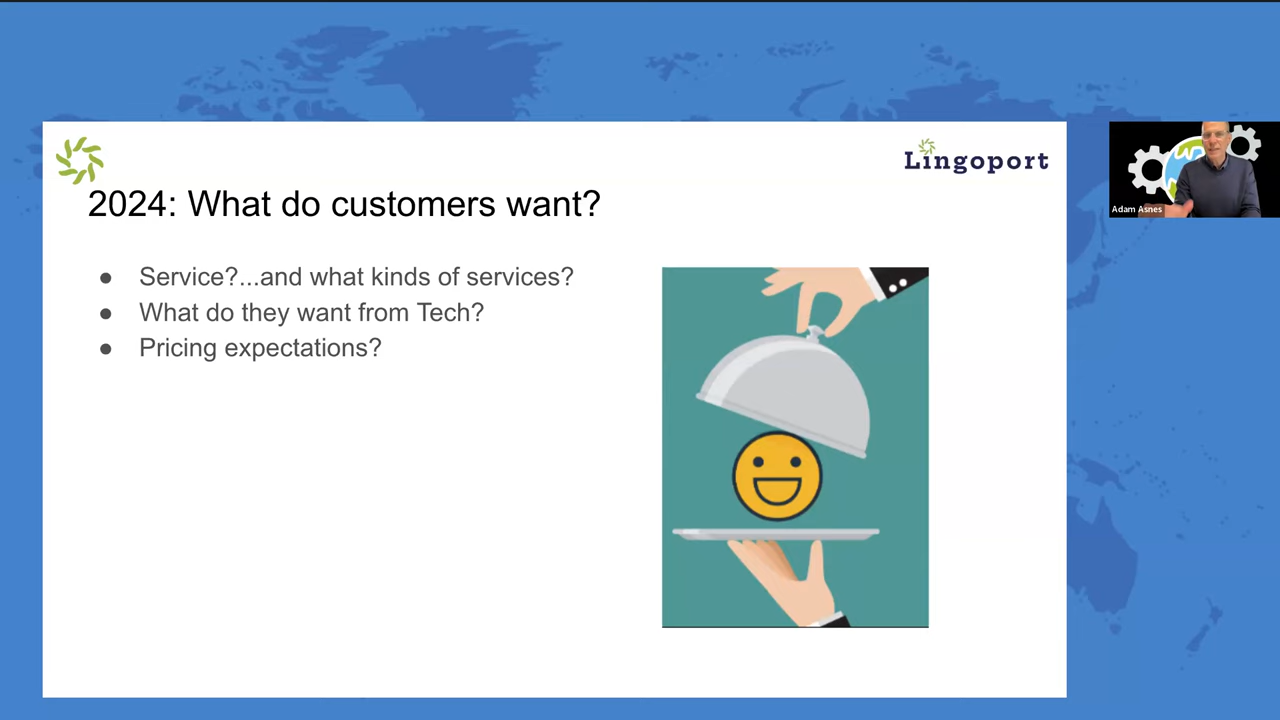 Lingoport
2024: What do customers want?
● Service?...and what kinds of services?
● What do they want from Tech?
● Pricing expectations?
Adam Asnes